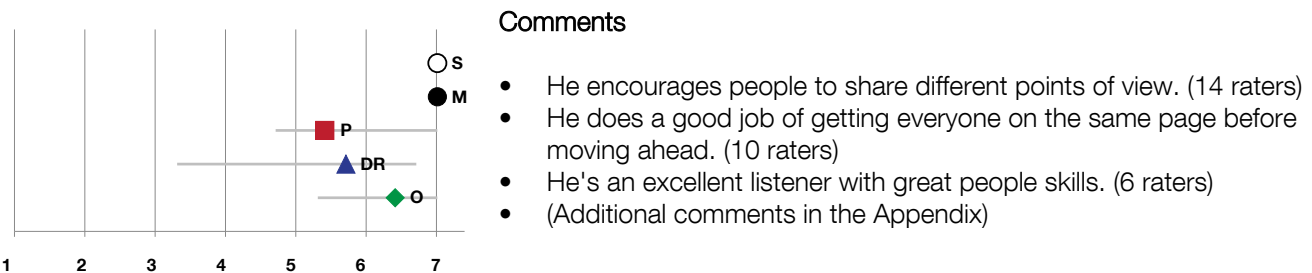 Comments
S
M
P
DR
O
1 2 3 4 5 6 7
• He encourages people to share different points of view. (14 raters)
• He does a good job of getting everyone on the same page before
moving ahead. (10 raters)
• He's an excellent listener with great people skills. (6 raters)
• (Additional comments in the Appendix)